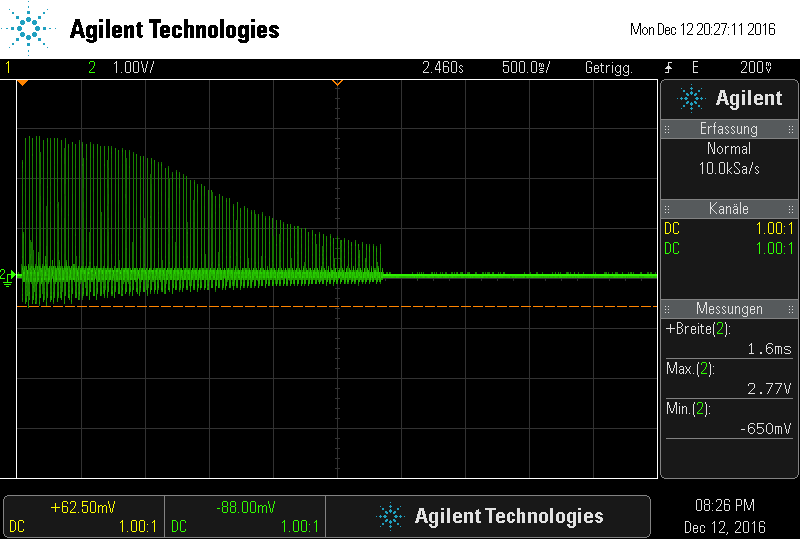 Agilent Technologies
Mon Dec 12 20:27:11 2016
1 2 1.00V/ 2.460s 500.0ms/ Getrigg. E 200mV
Agilent
Erfassung
Normal
10.0kSa/s
Kanäle
DC 1.00:1
DC 1.00:1
Messungen
+Breite(2):
1.6ms
Max.(2):
2.77V
Min.(2):
-650mV
2
+62.50mV
DC 1.00:1
-88.00mV
DC 1.00:1
Agilent Technologies
08:26 PM
Dec 12, 2016